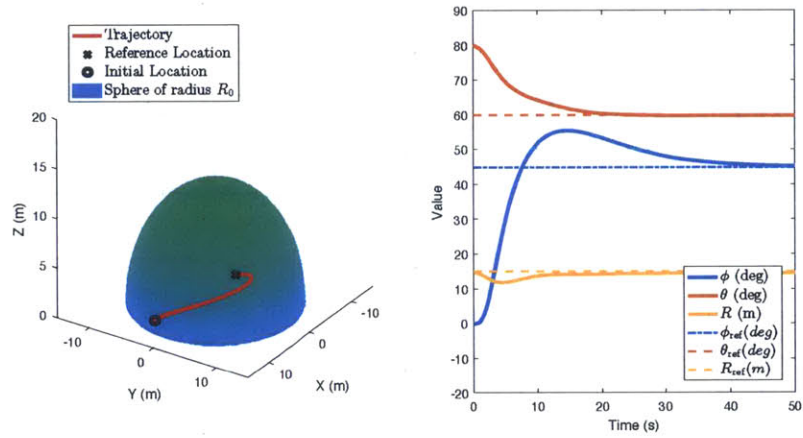 Trajectory
Reference Location
Initial Location
Sphere of radius R₀
20
15
10
5
0
Z (m)
-10
0
10
Y (m)
10
0
-10
X (m)
90
80
70
60
50
40
30
20
10
0
-10
-20
Value
0
10
20
30
40
50
Time (s)
ϕ (deg)
θ (deg)
R (m)
ϕref(deg)
θref(deg)
Rref(m)